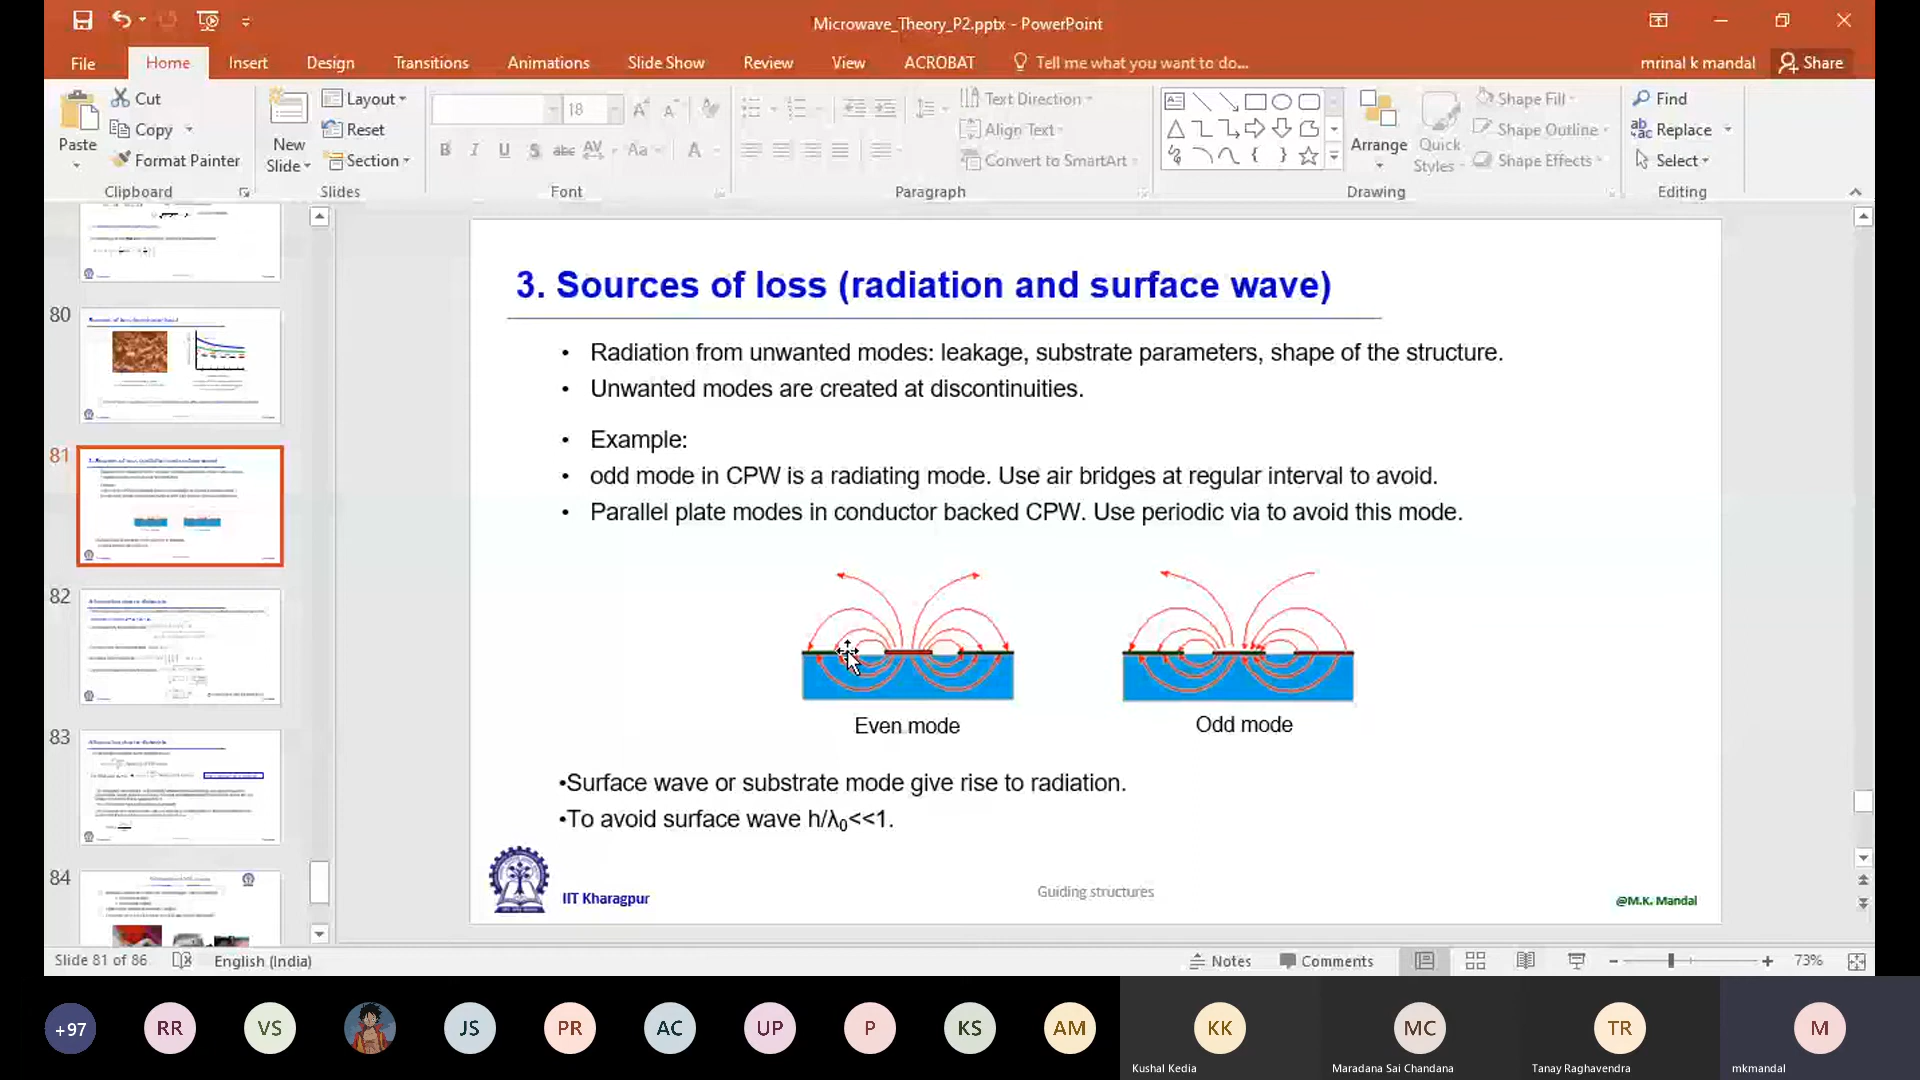 Microwave_Theory_P2.pptx - PowerPoint
File Home Insert Design Transitions Animations Slide Show Review View ACROBAT Tell me what you want to do... mrinal k mandal Share
Paste
Cut
Copy
Format Painter
Clipboard
New Slide
Layout
Reset
Section
Slides
18
B I U S abc AV Aa A
Font
Text Direction
Align Text
Convert to SmartArt
Paragraph
Arrange
Quick Styles
Shape Fill
Shape Outline
Shape Effects
Drawing
Find
Replace
Select
Editing
80
81
82
83
84
3. Sources of loss (radiation and surface wave)
• Radiation from unwanted modes: leakage, substrate parameters, shape of the structure.
• Unwanted modes are created at discontinuities.
• Example:
• odd mode in CPW is a radiating mode. Use air bridges at regular interval to avoid.
• Parallel plate modes in conductor backed CPW. Use periodic via to avoid this mode.
Even mode
Odd mode
•Surface wave or substrate mode give rise to radiation.
•To avoid surface wave h/λ0<<1.
IIT Kharagpur
Guiding structures
@M.K. Mandal
Slide 81 of 86 English (India) Notes Comments 73%
+97 RR VS JS PR AC UP P KS AM KK MC TR M
Kushal Kedia Maradana Sai Chandana Tanay Raghavendra mkmandal